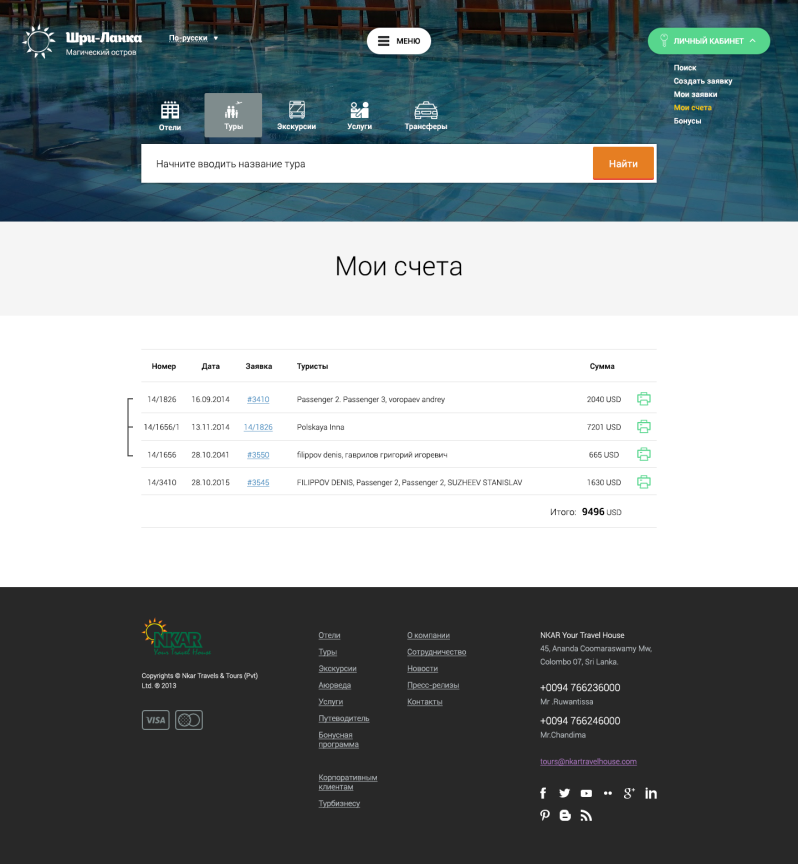 Шри-Ланка
Магический остров
По-русски
МЕНЮ
ЛИЧНЫЙ КАБИНЕТ
Поиск
Создать заявку
Мои заявки
Мои счета
Бонусы
Отели
Туры
Экскурсии
Услуги
Трансферы
Начните вводить название тура
Найти
Мои счета
Номер Дата Заявка Туристы Сумма
14/1826 16.09.2014 #3410 Passenger 2. Passenger 3, voropaev andrey 2040 USD
14/1656/1 13.11.2014 14/1826 Polskaya Inna 7201 USD
14/1656 28.10.2041 #3550 filippov denis, гаврилов григорий игоревич 665 USD
14/3410 28.10.2015 #3545 FILIPPOV DENIS, Passenger 2, Passenger 2, SUZHEEV STANISLAV 1630 USD
Итого: 9496 USD
NKAR
Your Travel House
Copyrights © Nkar Travels & Tours (Pvt)
Ltd. ® 2013
VISA
Отели
Туры
Экскурсии
Аюрведа
Услуги
Путеводитель
Бонусная
программа
Корпоративным
клиентам
Турбизнесу
О компании
Сотрудничество
Новости
Пресс-релизы
Контакты
NKAR Your Travel House
45, Ananda Coomaraswamy Mw,
Colombo 07, Sri Lanka.
+0094 766236000
Mr .Ruwantissa
+0094 766246000
Mr.Chandima
tours@nkartravelhouse.com